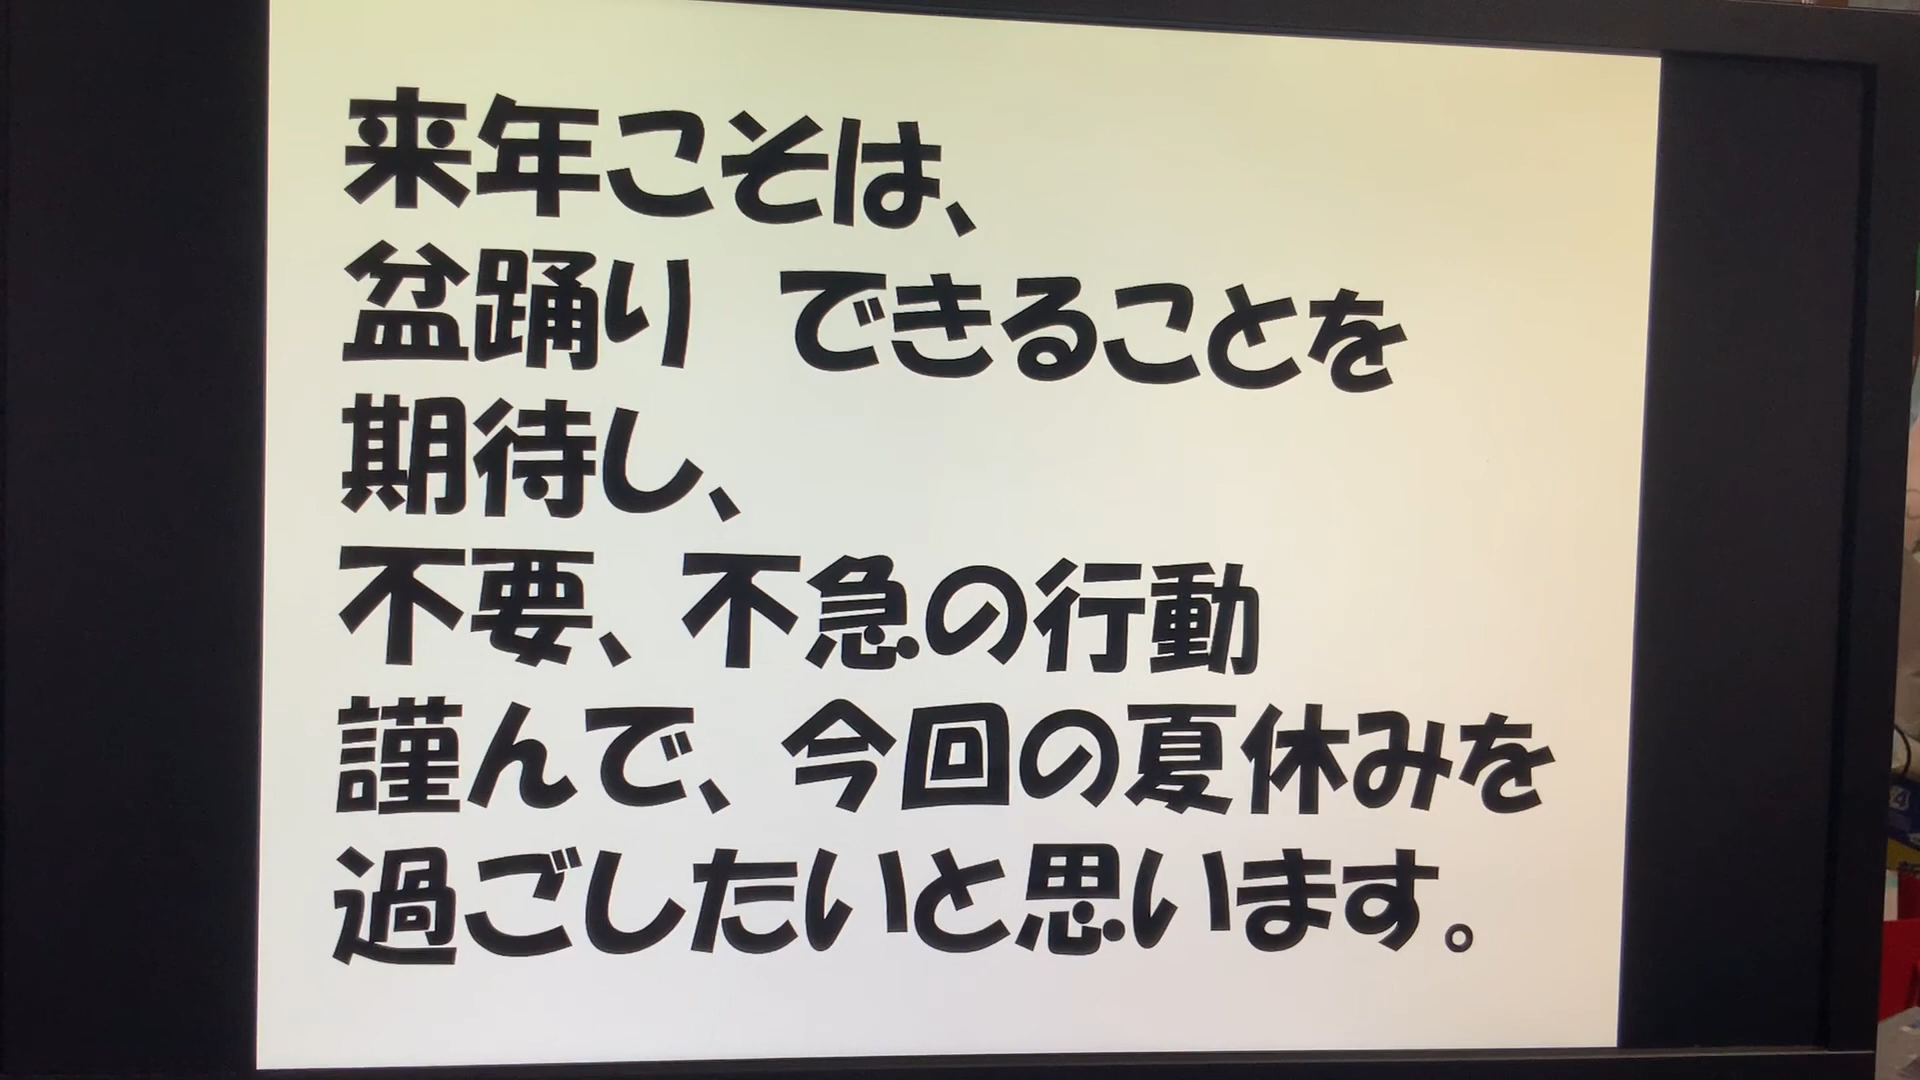 来年こそは、
盆踊り　できることを
期待し、
不要、不急の行動
謹んで、今回の夏休みを
過ごしたいと思います。